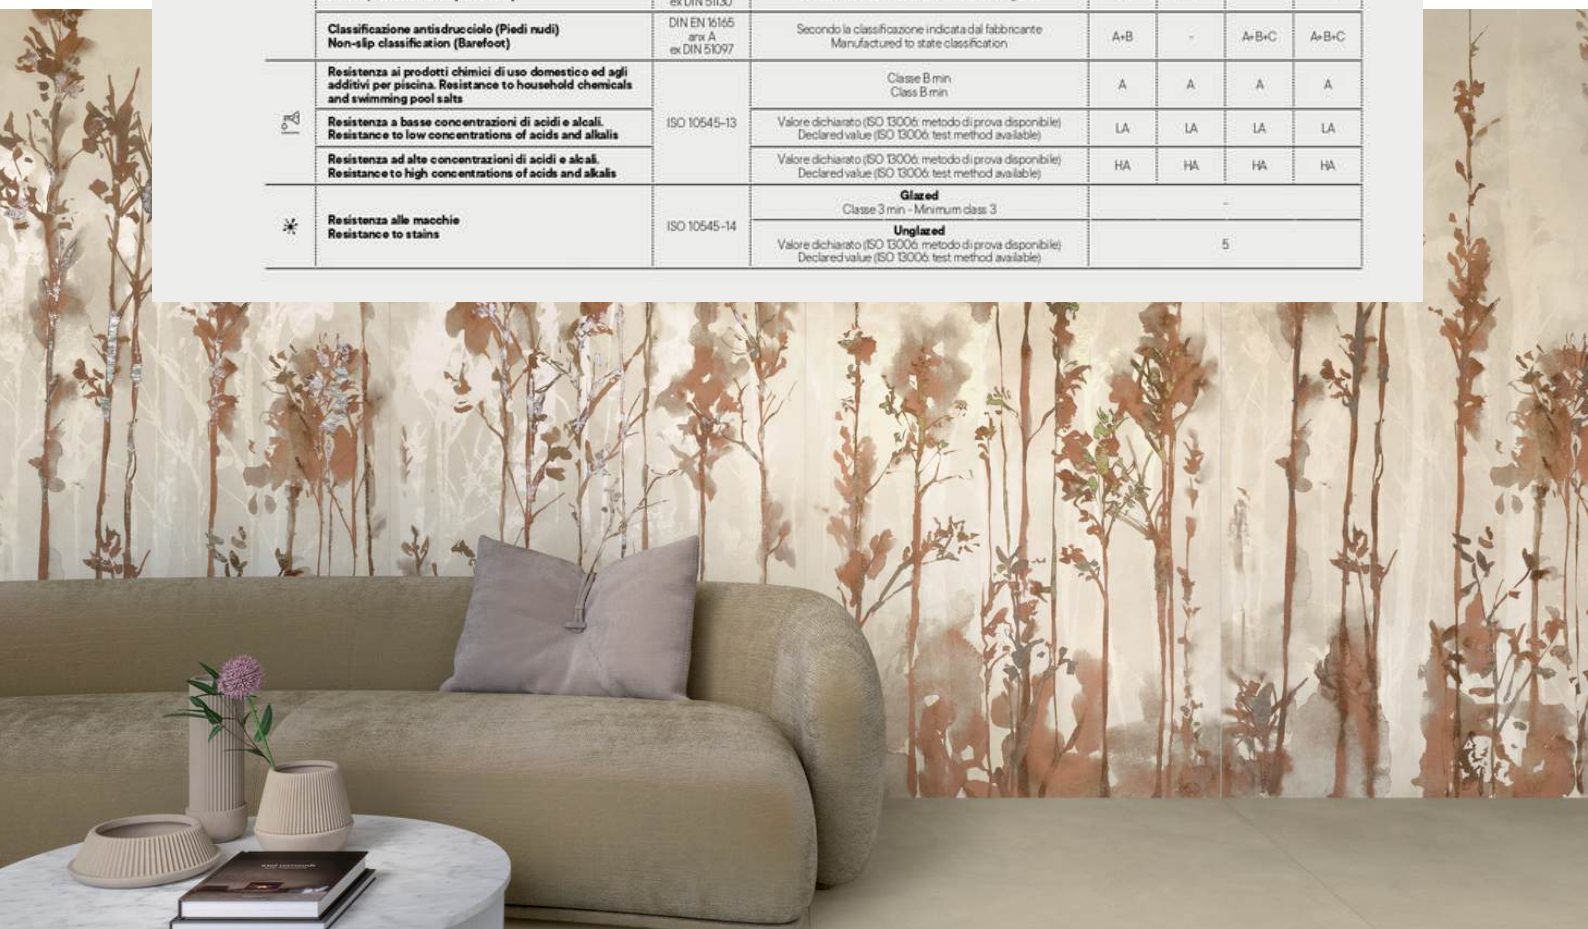 ex DIN 51130
Classificazione antisdrucciolo (Piedi nudi)
Non-slip classification (Barefoot)
DIN EN 16165
anx A
ex DIN 51097
Secondo la classificazione indicata dal fabbricante
Manufactured to state classification
A+B
-
A+B+C
A+B+C
Resistenza ai prodotti chimici di uso domestico ed agli
additivi per piscina. Resistance to household chemicals
and swimming pool salts
Classe B min
Class B min
A
A
A
A
Resistenza a basse concentrazioni di acidi e alcali.
Resistance to low concentrations of acids and alkalis
ISO 10545-13
Valore dichiarato (ISO 13006: metodo di prova disponibile)
Declared value (ISO 13006: test method available)
LA
LA
LA
LA
Resistenza ad alte concentrazioni di acidi e alcali.
Resistance to high concentrations of acids and alkalis
Valore dichiarato (ISO 13006: metodo di prova disponibile)
Declared value (ISO 13006: test method available)
HA
HA
HA
HA
Resistenza alle macchie
Resistance to stains
ISO 10545-14
Glazed
Classe 3 min - Minimum class 3
-
Unglazed
Valore dichiarato (ISO 13006: metodo di prova disponibile)
Declared value (ISO 13006: test method available)
5